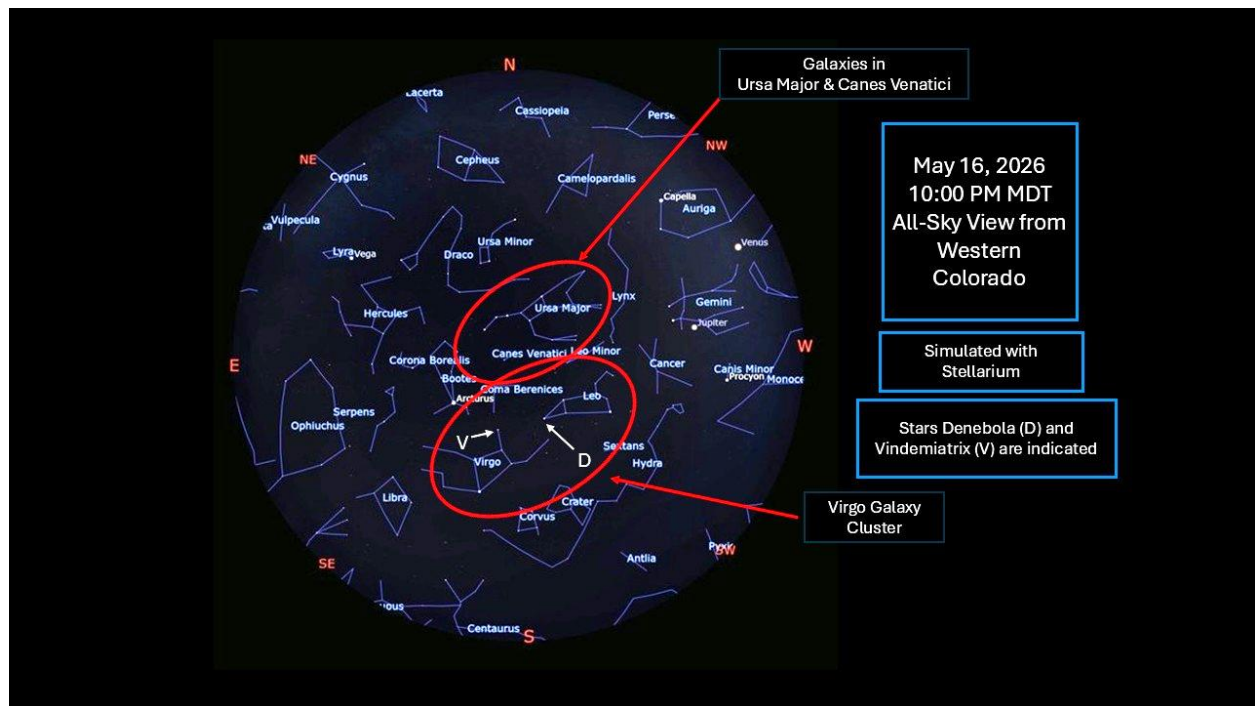 Galaxies in
Ursa Major & Canes Venatici
May 16, 2026
10:00 PM MDT
All-Sky View from
Western
Colorado
Simulated with
Stellarium
Stars Denebola (D) and
Vindemiatrix (V) are indicated
Virgo Galaxy
Cluster
N
Lacerta
Cassiopeia
Perse
NW
NE
Cygnus
Cepheus
Camelopardalis
Capella
Auriga
Vulpecula
Ursa Minor
Venus
Lyra
Vega
Draco
Lynx
Gemini
Ursa Major
Hercules
Jupiter
W
E
Corona Borealis
Canes Venatici
Leo Minor
Cancer
Canis Minor
Procyon
Monoce
Bootes
Coma Berenices
Arcturus
Leo
Serpens
Ophiuchus
V
D
Virgo
Sextans
Hydra
Libra
Crater
Corvus
Antlia
SW
SE
Centaurus
S